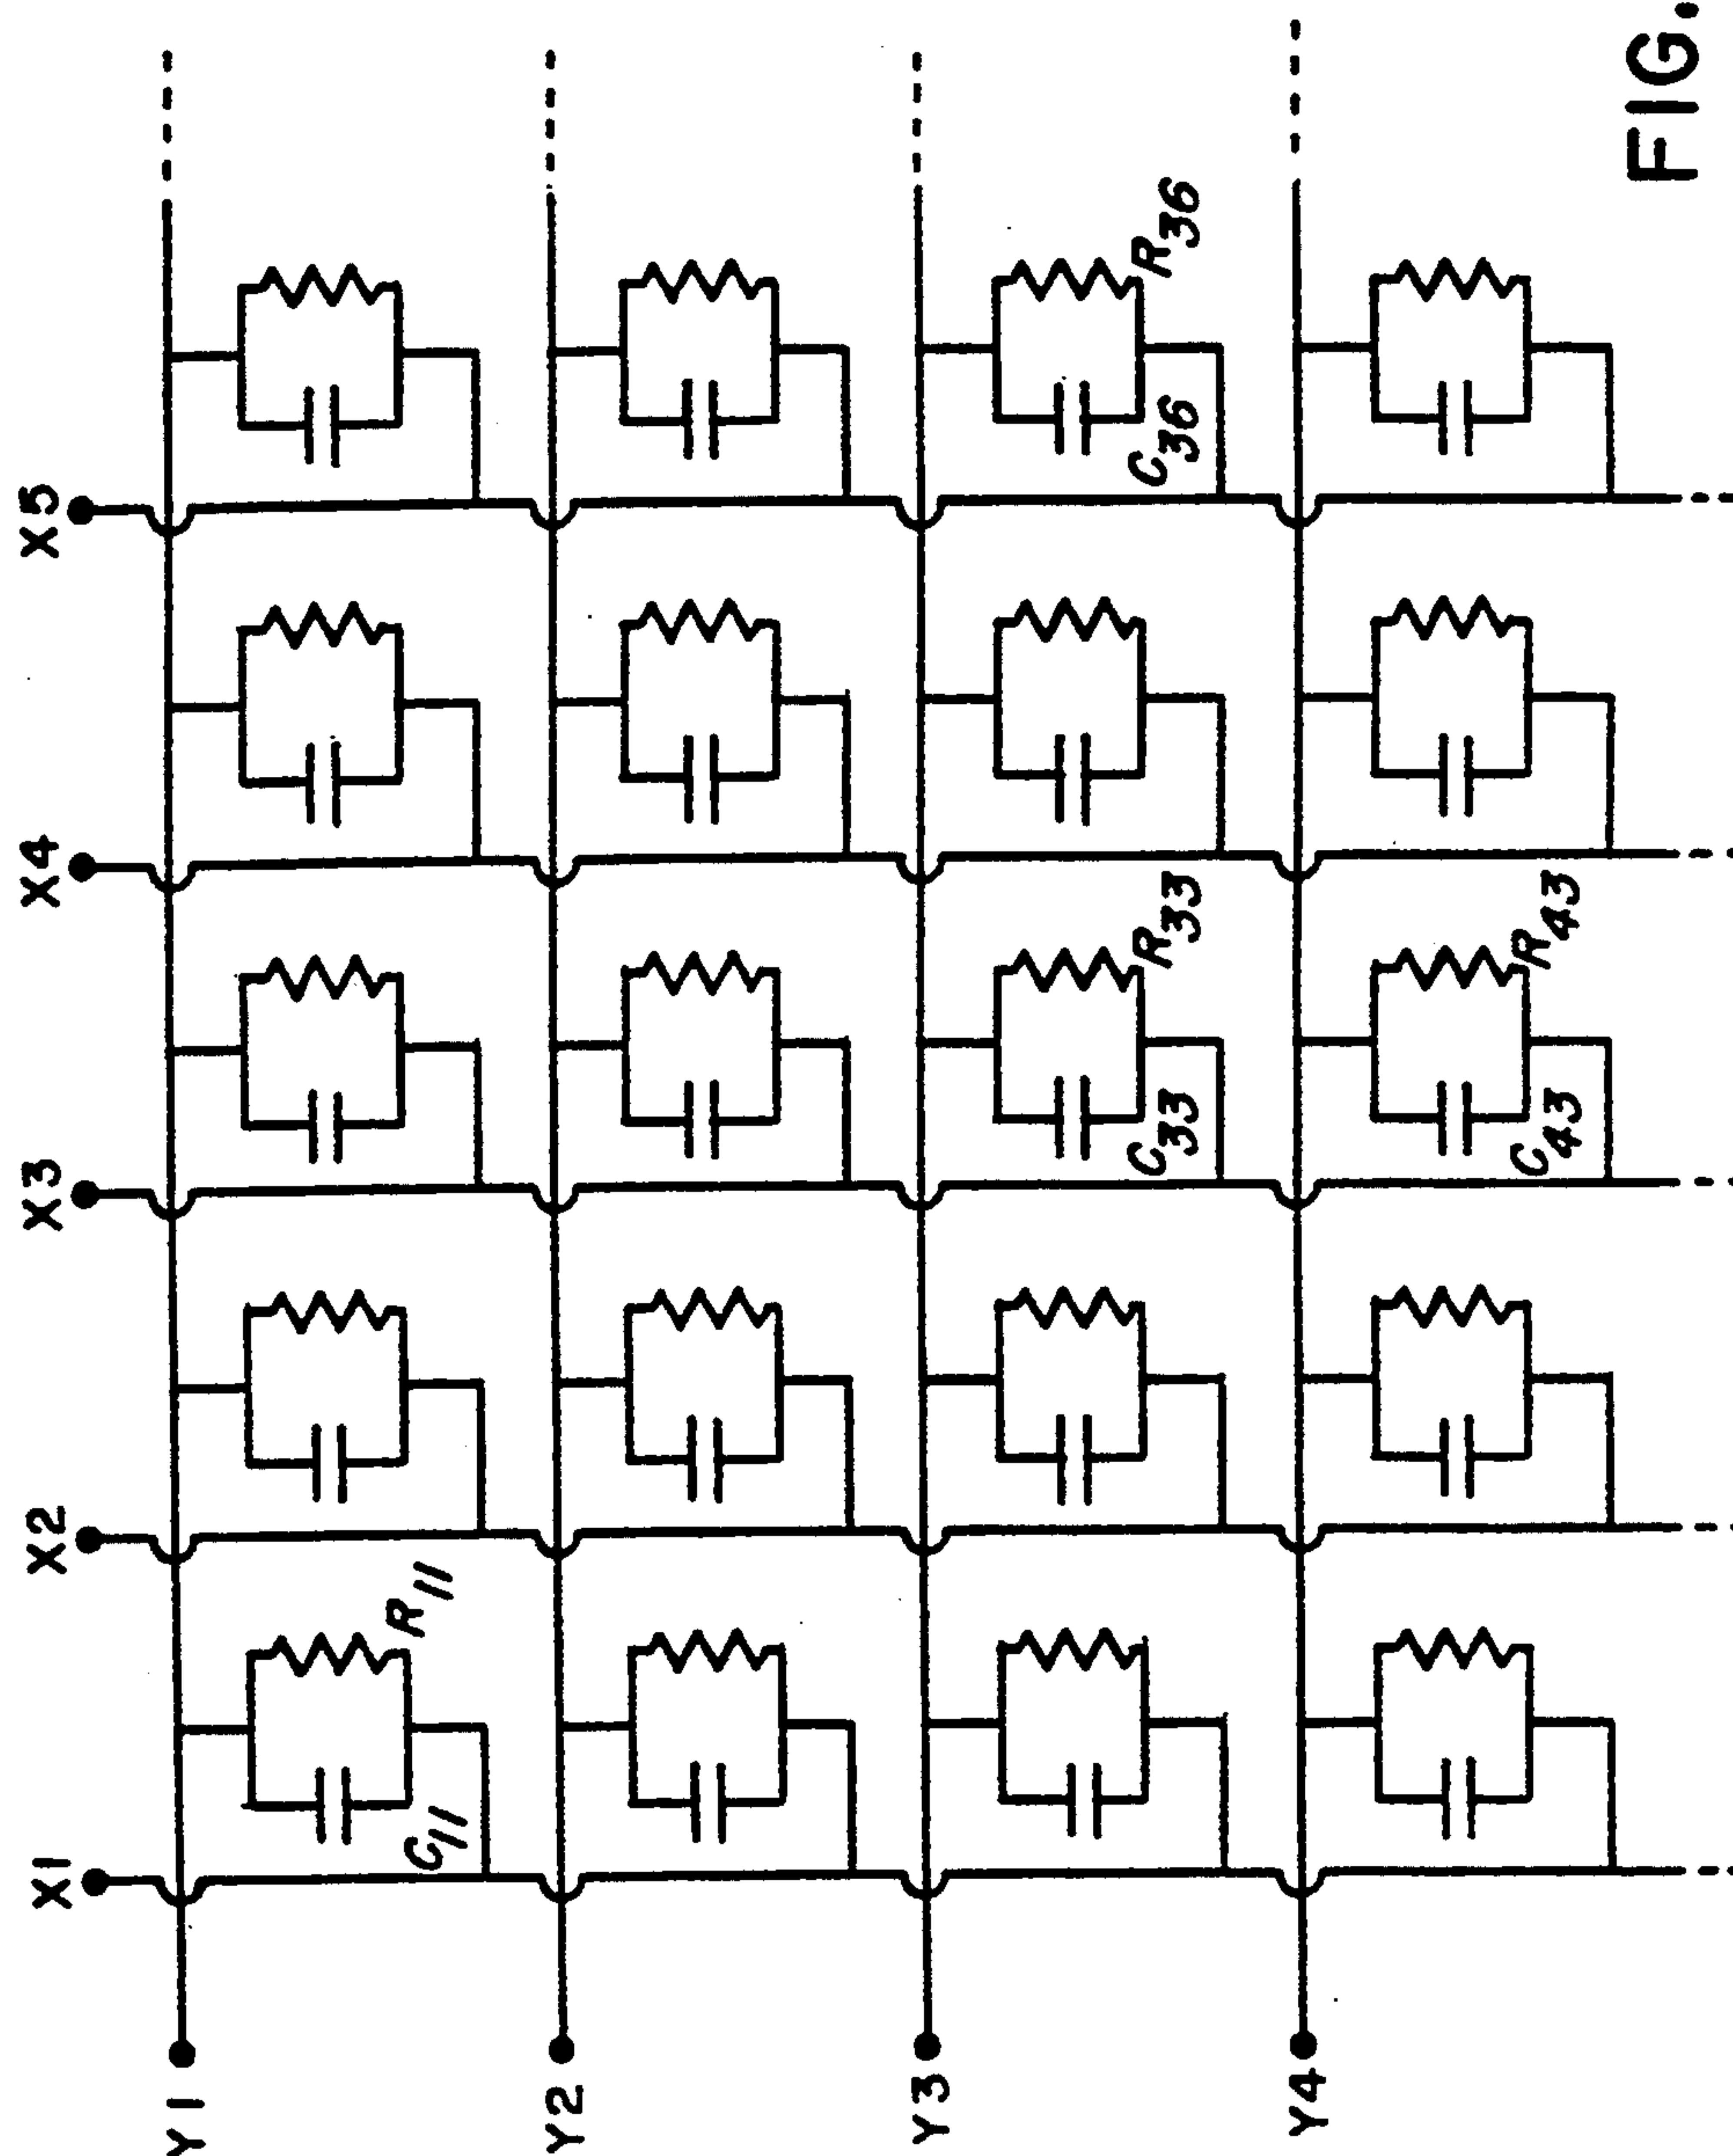 X1
X2
X3
X4
X5
Y1
C11
R11
Y2
Y3
C33
R33
C36
R36
Y4
C43
R43
FIG.